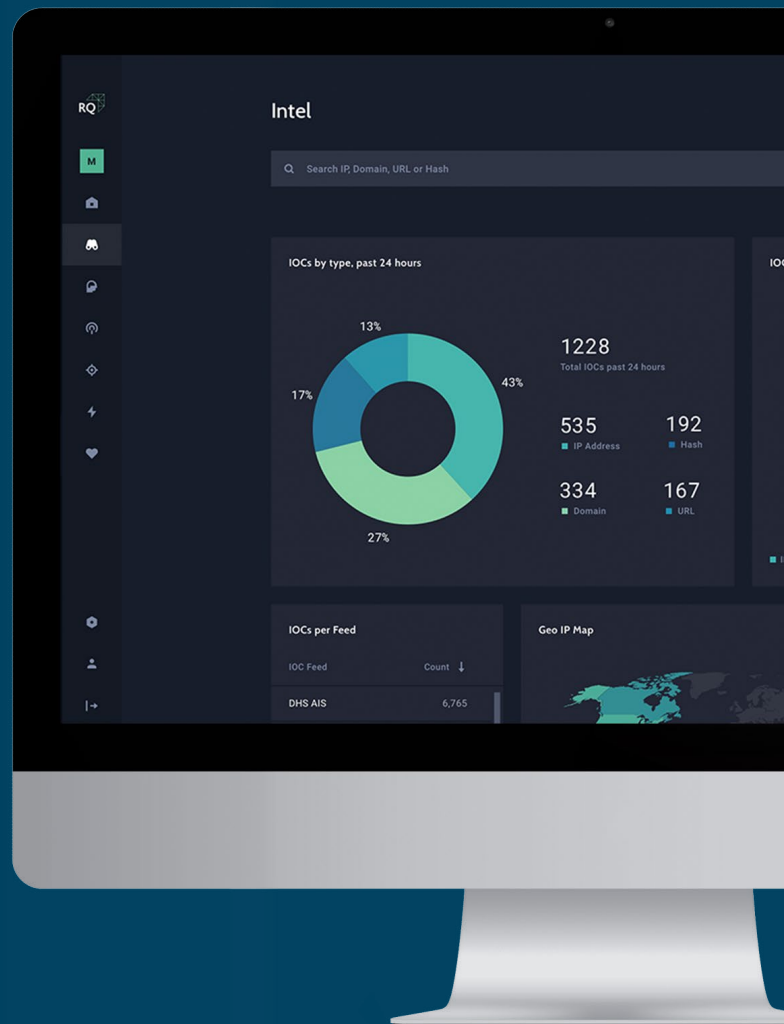 RQ
Intel
M
Search IP, Domain, URL or Hash
IOCs by type, past 24 hours
13%
43%
17%
27%
1228
Total IOCs past 24 hours
535
IP Address
192
Hash
334
Domain
167
URL
IOCs per Feed
IOC Feed
Count ↓
DHS AIS
6,765
Geo IP Map